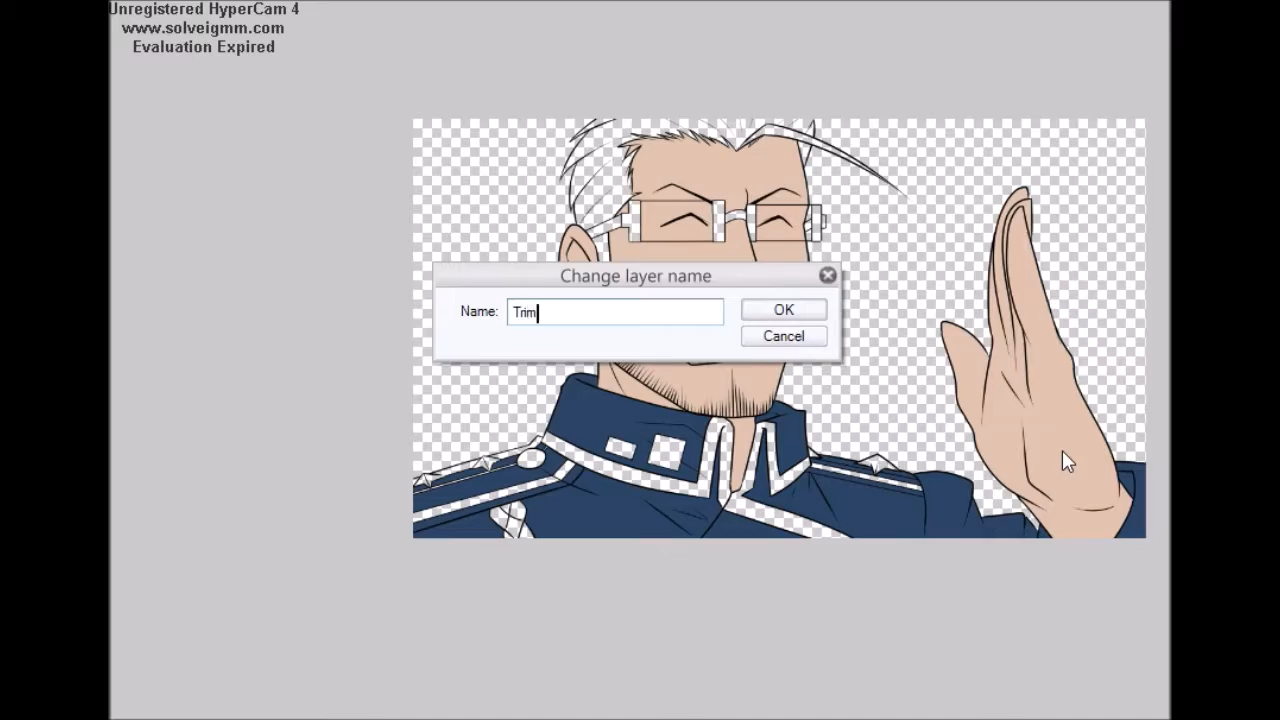 Unregistered HyperCam 4
www.solveigmm.com
Evaluation Expired
Change layer name
Name: Trim OK
Cancel